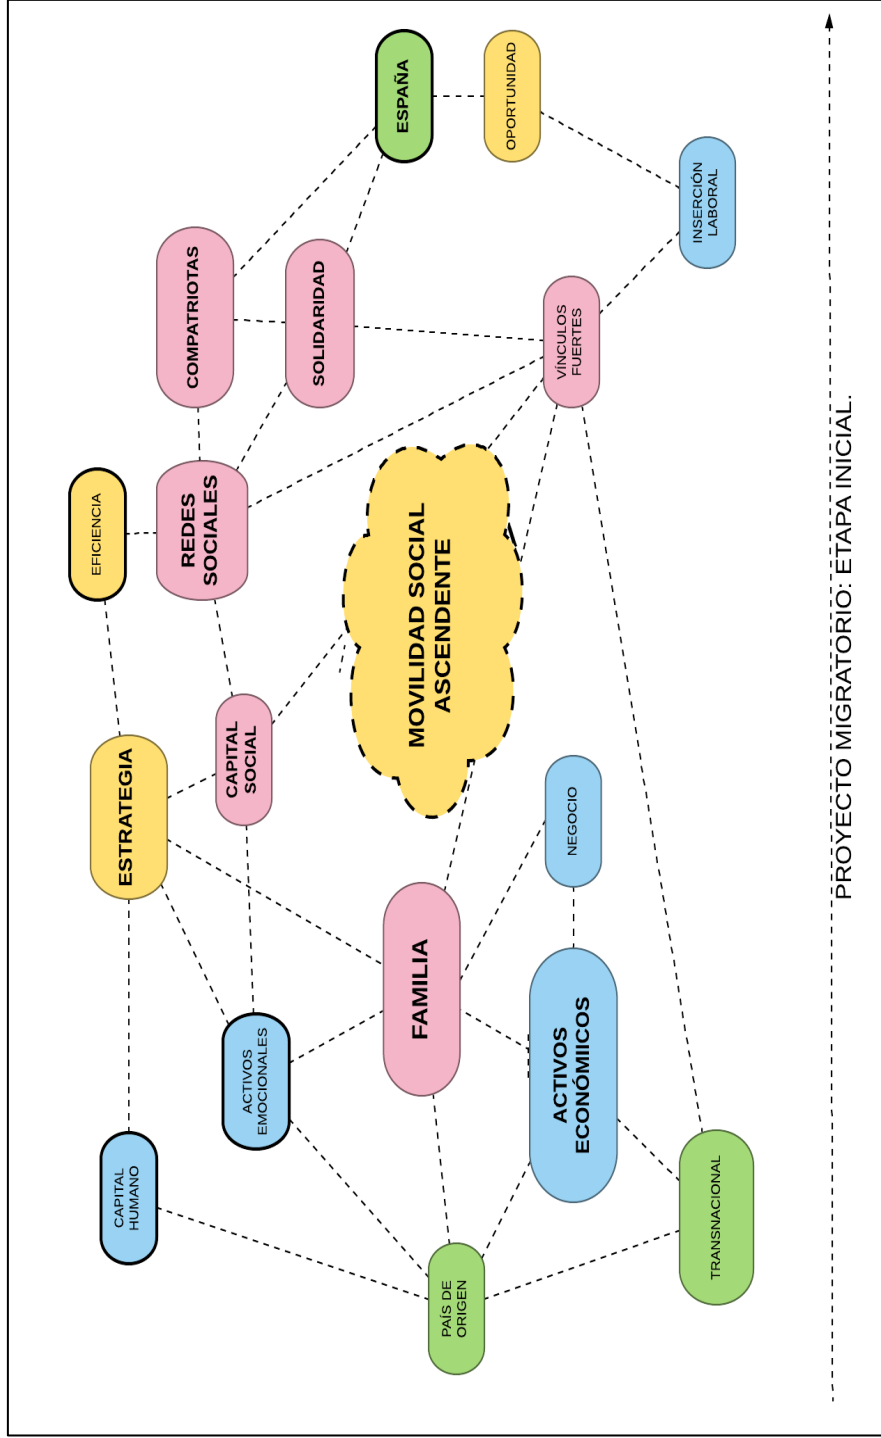 EFICIENCIA
CAPITAL
HUMANO
ESTRATEGIA
REDES
SOCIALES
COMPATRIOTAS
ACTIVOS
EMOCIONALES
CAPITAL
SOCIAL
SOLIDARIDAD
ESPAÑA
FAMILIA
MOVILIDAD SOCIAL
ASCENDENTE
PAÍS DE
ORIGEN
OPORTUNIDAD
ACTIVOS
ECONÓMIICOS
NEGOCIO
VÍNCULOS
FUERTES
TRANSNACIONAL
INSERCIÓN
LABORAL
PROYECTO MIGRATORIO: ETAPA INICIAL.